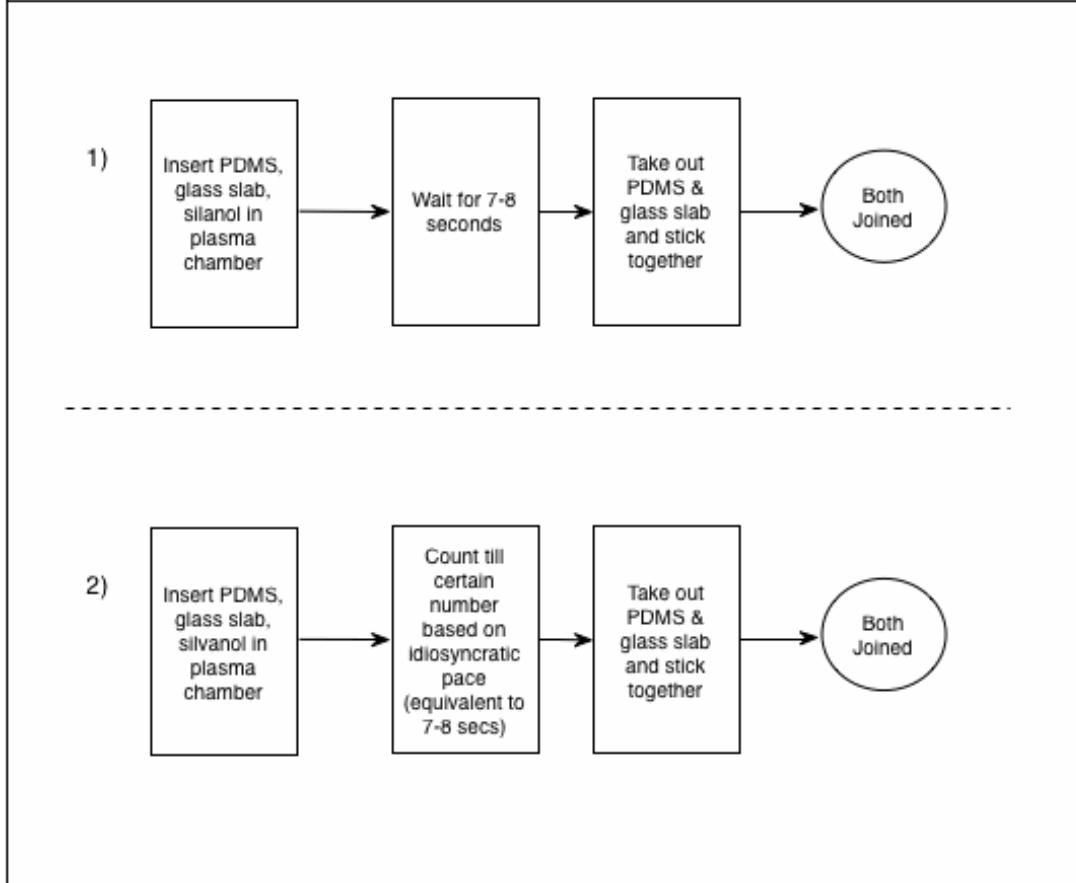 1)
Insert PDMS,
glass slab,
silanol in
plasma
chamber
Wait for 7-8
seconds
Take out
PDMS &
glass slab
and stick
together
Both
Joined
2)
Insert PDMS,
glass slab,
silvanol in
plasma
chamber
Count till
certain
number
based on
idiosyncratic
pace
(equivalent to
7-8 secs)
Take out
PDMS &
glass slab
and stick
together
Both
Joined